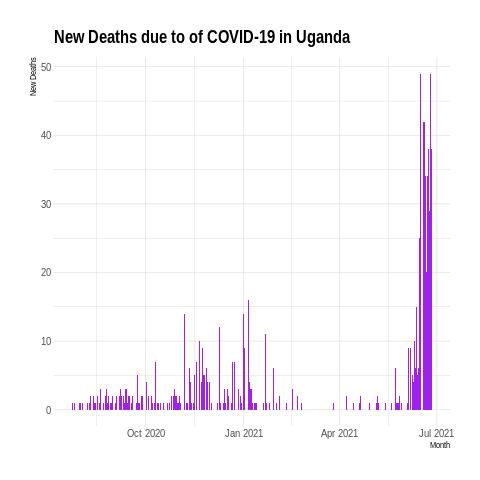 New Deaths due to of COVID-19 in Uganda
New Deaths
50
40
30
20
10
0
Oct 2020
Jan 2021
Apr 2021
Jul 2021
Month